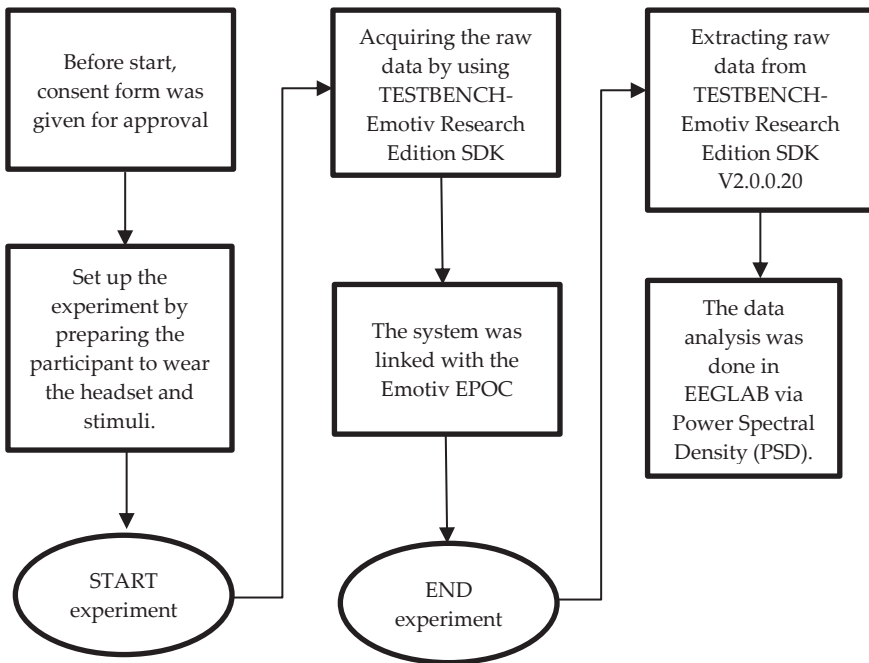 Before start,
consent form was
given for approval
Set up the
experiment by
preparing the
participant to wear
the headset and
stimuli.
START
experiment
Acquiring the raw
data by using
TESTBENCH-
Emotiv Research
Edition SDK
The system was
linked with the
Emotiv EPOC
END
experiment
Extracting raw
data from
TESTBENCH-
Emotiv Research
Edition SDK
V2.0.0.20
The data
analysis was
done in
EEGLAB via
Power Spectral
Density (PSD).